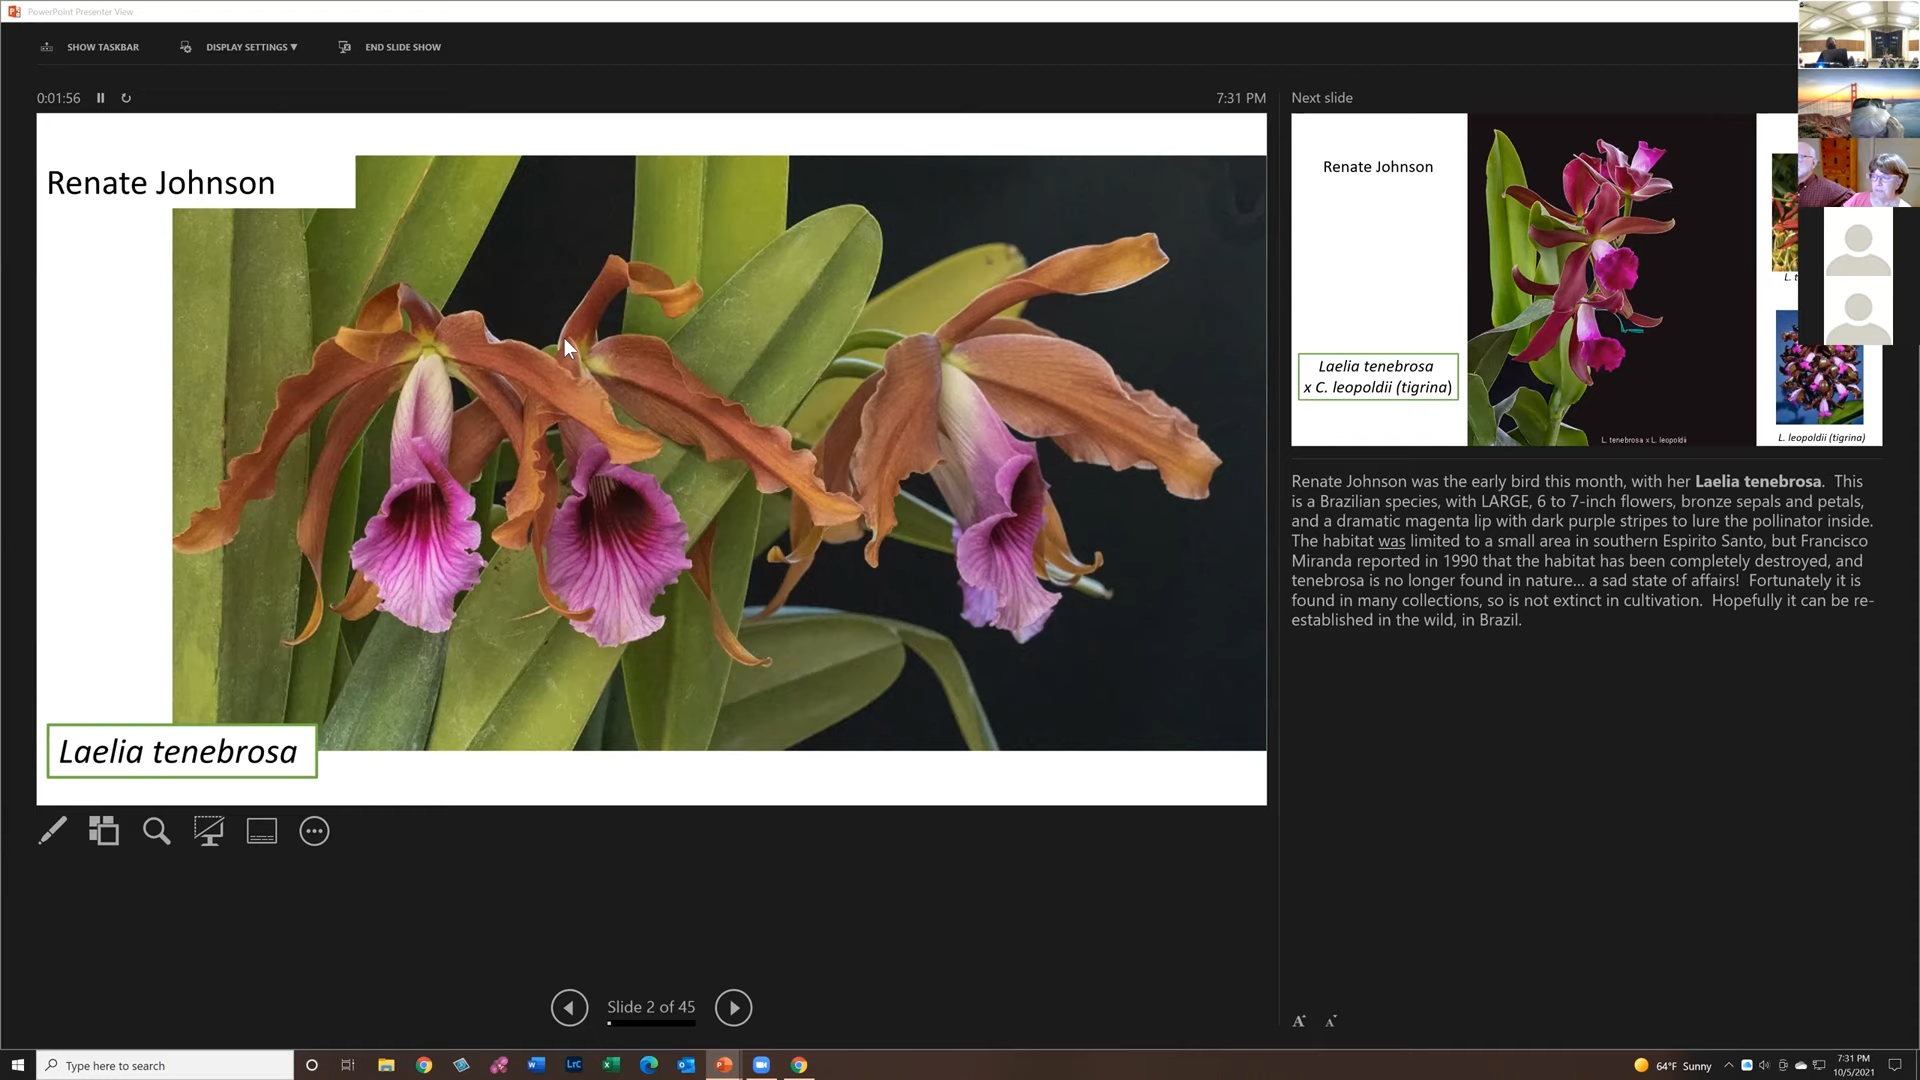 PowerPoint Presenter View
SHOW TASKBAR
DISPLAY SETTINGS ▼
END SLIDE SHOW
0:01:56
7:31 PM
Renate Johnson
Laelia tenebrosa
Next slide
Renate Johnson
Laelia tenebrosa
x C. leopoldii (tigrina)
L. tenebrosa x L. leopoldii
L. t
L. leopoldii (tigrina)
Renate Johnson was the early bird this month, with her Laelia tenebrosa.  This
is a Brazilian species, with LARGE, 6 to 7-inch flowers, bronze sepals and petals,
and a dramatic magenta lip with dark purple stripes to lure the pollinator inside.
The habitat was limited to a small area in southern Espirito Santo, but Francisco
Miranda reported in 1990 that the habitat has been completely destroyed, and
tenebrosa is no longer found in nature... a sad state of affairs!  Fortunately it is
found in many collections, so is not extinct in cultivation.  Hopefully it can be re-
established in the wild, in Brazil.
Slide 2 of 45
A A
Type here to search
W LrC X P
64°F Sunny
7:31 PM
10/5/2021